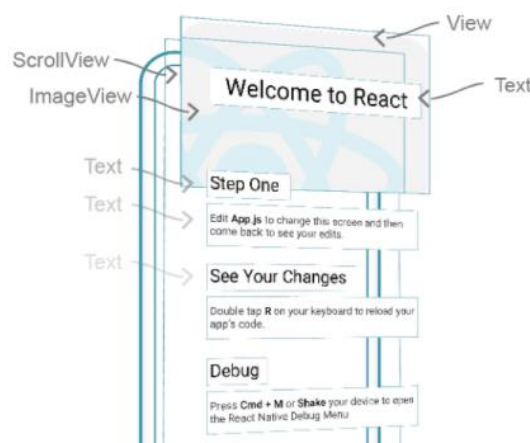 View
ScrollView
ImageView
Welcome to React
Text
Text
Step One
Text
Edit App.js to change this screen and then
come back to see your edits.
Text
See Your Changes
Double tap R on your keyboard to reload your
app's code.
Debug
Press Cmd + M or Shake your device to open
the React Native Debug Menu